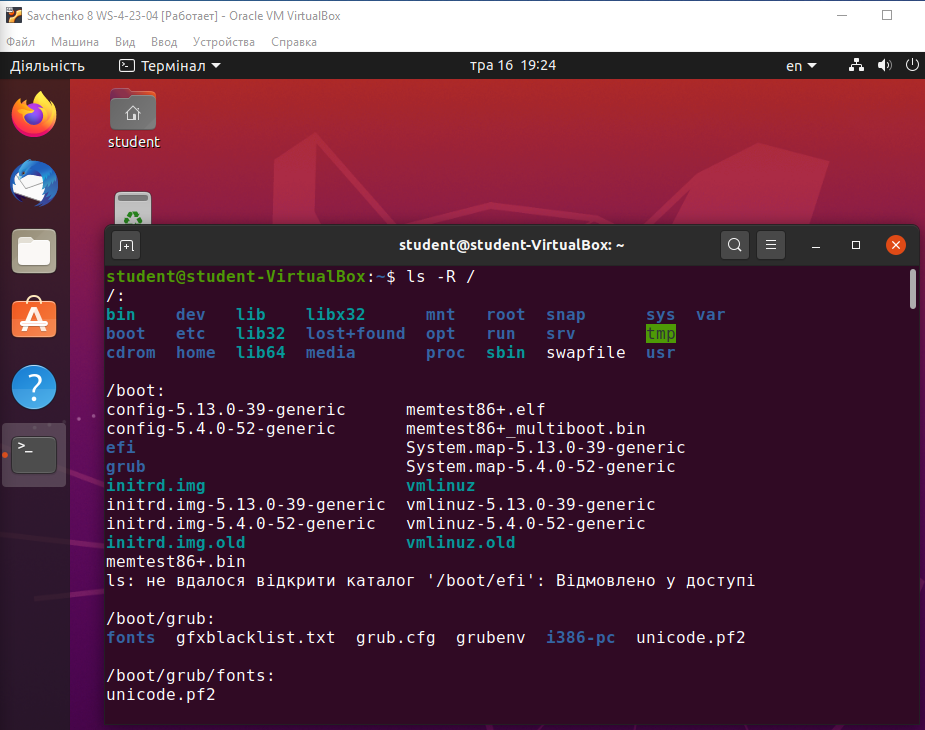 Savchenko 8 WS-4-23-04 [Работает] - Oracle VM VirtualBox
Файл Машина Вид Ввод Устройства Справка
Діяльність Термінал тра 16 19:24 en
student
student@student-VirtualBox: ~
student@student-VirtualBox:~$ ls -R /
/:
bin dev lib libx32 mnt root snap sys var
boot etc lib32 lost+found opt run srv tmp
cdrom home lib64 media proc sbin swapfile usr
/boot:
config-5.13.0-39-generic memtest86+.elf
config-5.4.0-52-generic memtest86+_multiboot.bin
efi System.map-5.13.0-39-generic
grub System.map-5.4.0-52-generic
initrd.img vmlinuz
initrd.img-5.13.0-39-generic vmlinuz-5.13.0-39-generic
initrd.img-5.4.0-52-generic vmlinuz-5.4.0-52-generic
initrd.img.old vmlinuz.old
memtest86+.bin
ls: не вдалося відкрити каталог '/boot/efi': Відмовлено у доступі
/boot/grub:
fonts gfxblacklist.txt grub.cfg grubenv i386-pc unicode.pf2
/boot/grub/fonts:
unicode.pf2